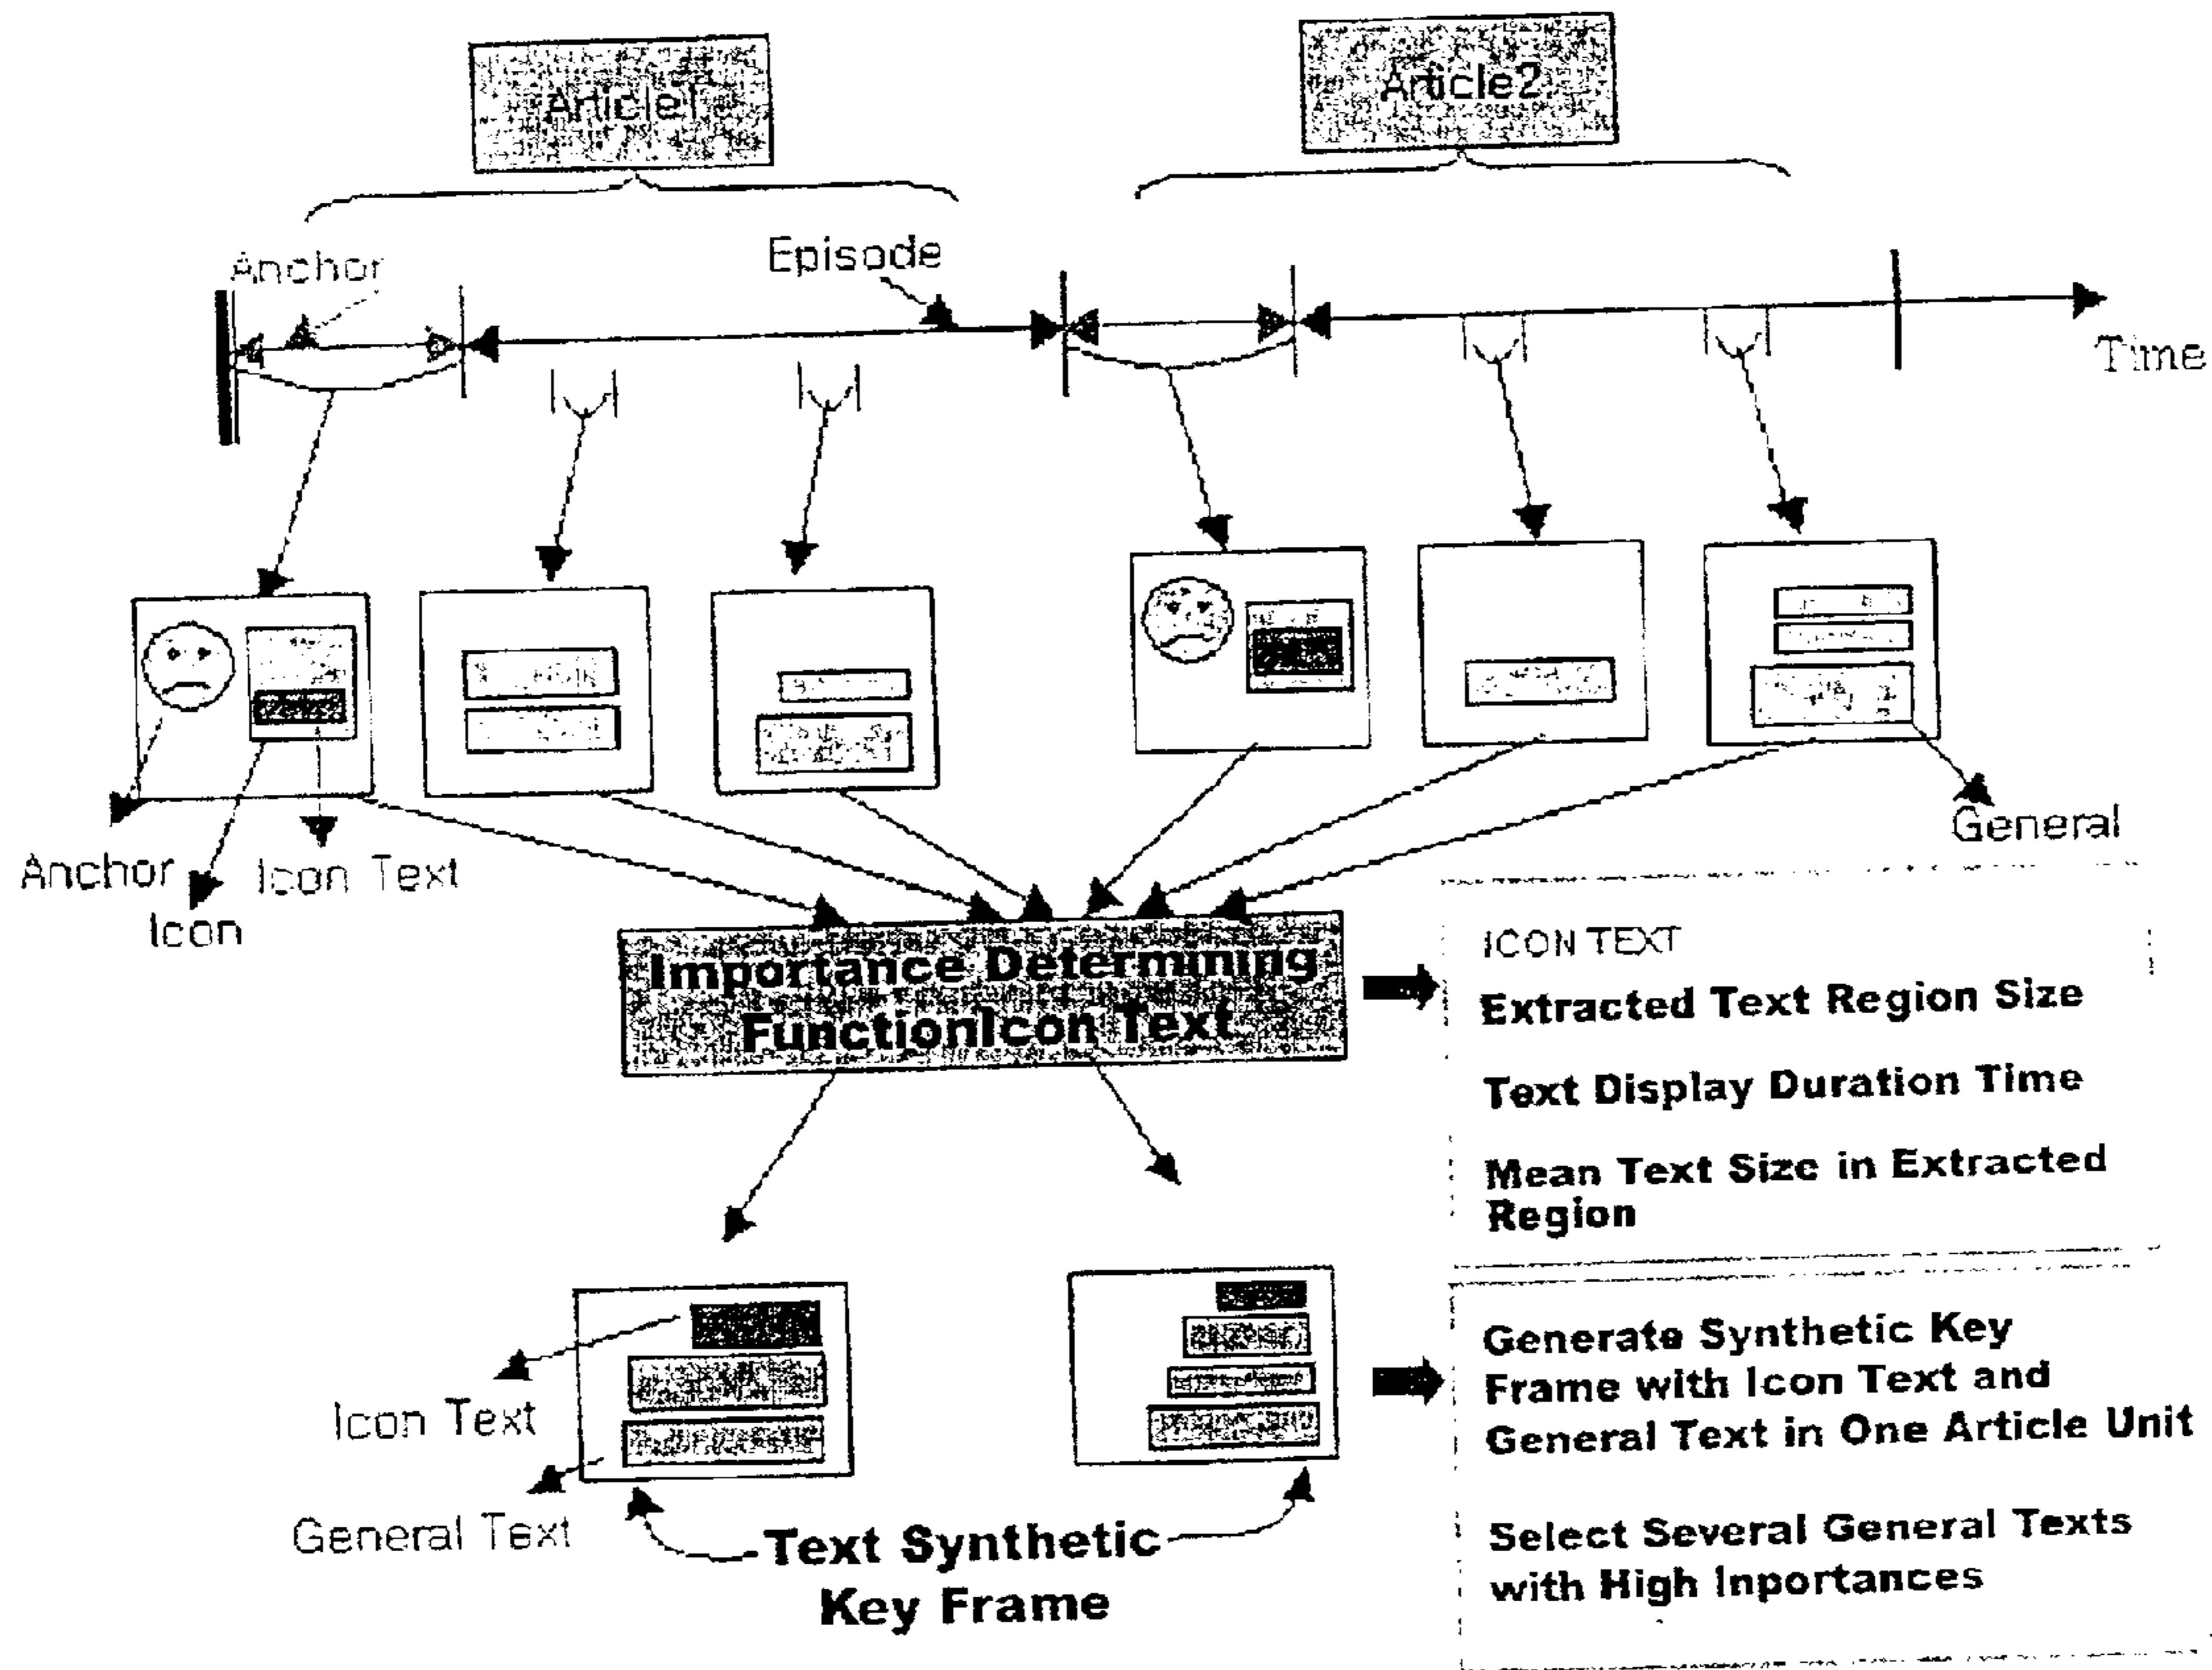 Article1
Article2
Anchor
Episode
Time
General
Anchor
Icon Text
Icon
Importance Determining
FunctionIcon Text
ICON TEXT
Extracted Text Region Size
Text Display Duration Time
Mean Text Size in Extracted
Region
Icon Text
General Text
Text Synthetic
Key Frame
Generate Synthetic Key
Frame with Icon Text and
General Text in One Article Unit
Select Several General Texts
with High Inportances